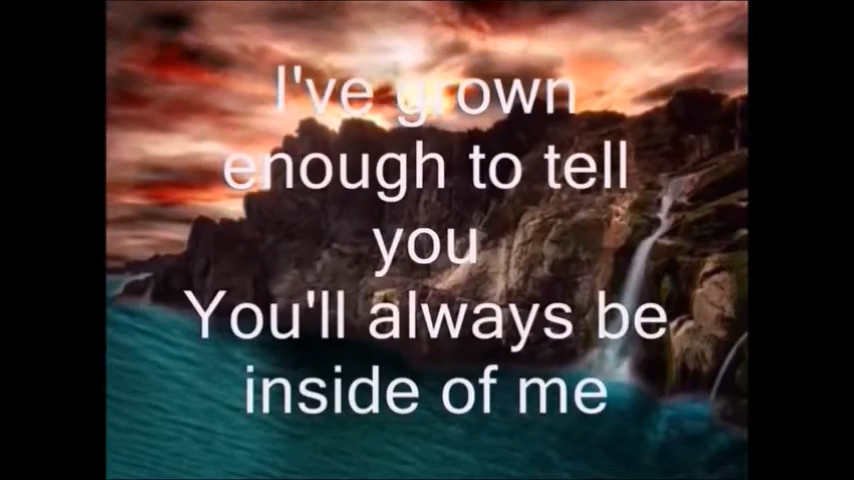 I've grown
enough to tell
you
You'll always be
inside of me